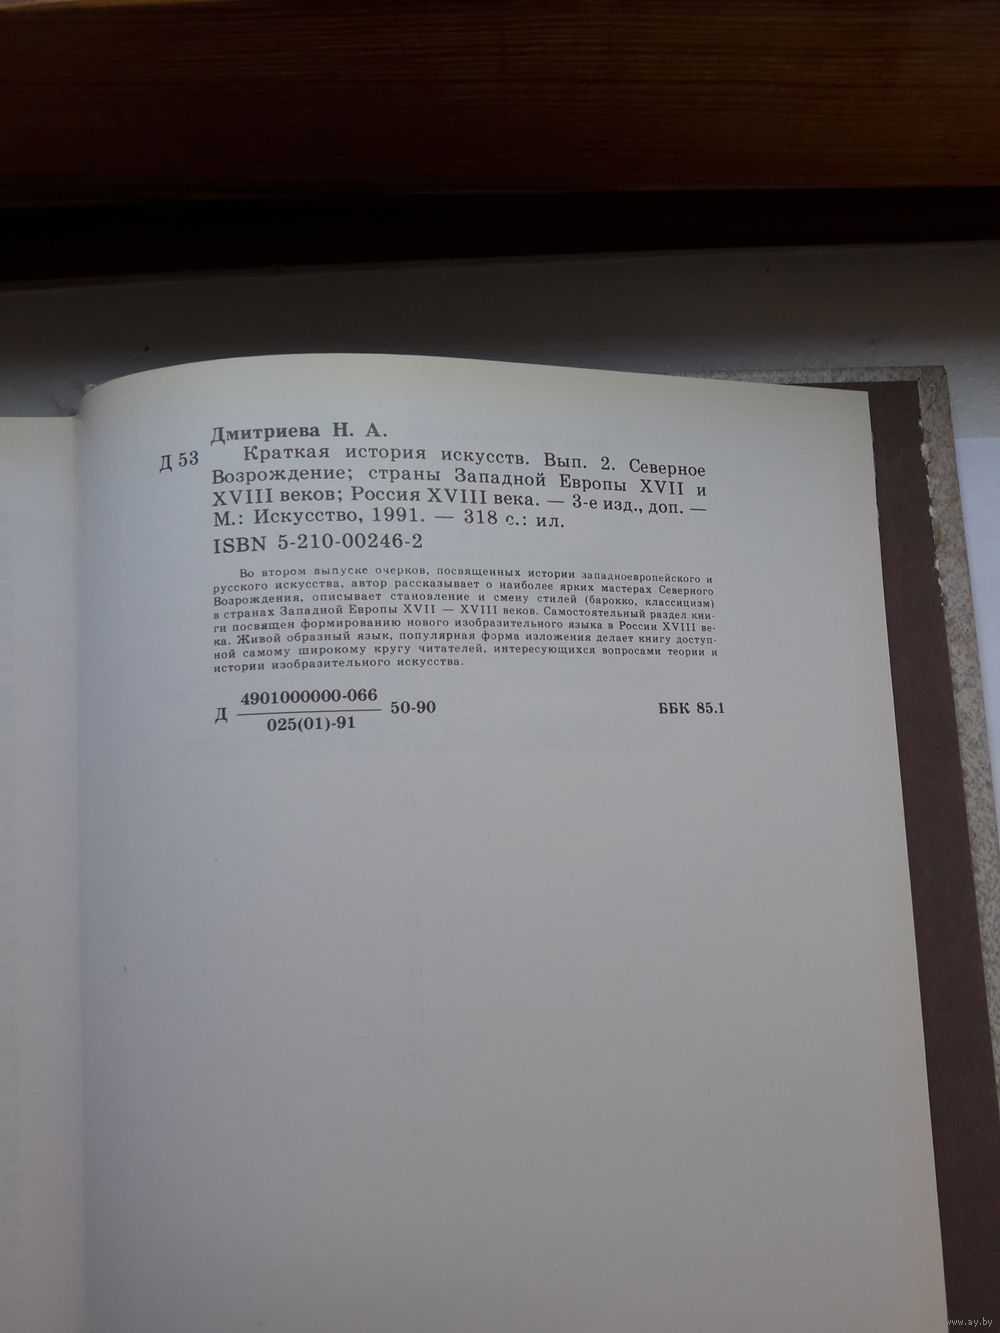 Дмитриева Н. А.
Д 53 Краткая история искусств. Вып. 2. Северное
Возрождение; страны Западной Европы XVII и
XVIII веков; Россия XVIII века. — 3-е изд., доп. —
М.: Искусство, 1991. — 318 с.: ил.
ISBN 5-210-00246-2
Во втором выпуске очерков, посвященных истории западноевропейского и
русского искусства, автор рассказывает о наиболее ярких мастерах Северного
Возрождения, описывает становление и смену стилей (барокко, классицизм)
в странах Западной Европы XVII — XVIII веков. Самостоятельный раздел кни-
ги посвящен формированию нового изобразительного языка в России XVIII ве-
ка. Живой образный язык, популярная форма изложения делает книгу доступ-
ной самому широкому кругу читателей, интересующихся вопросами теории и
истории изобразительного искусства.
4901000000-066
Д 50-90 ББК 85.1
025(01)-91
www.ay.by